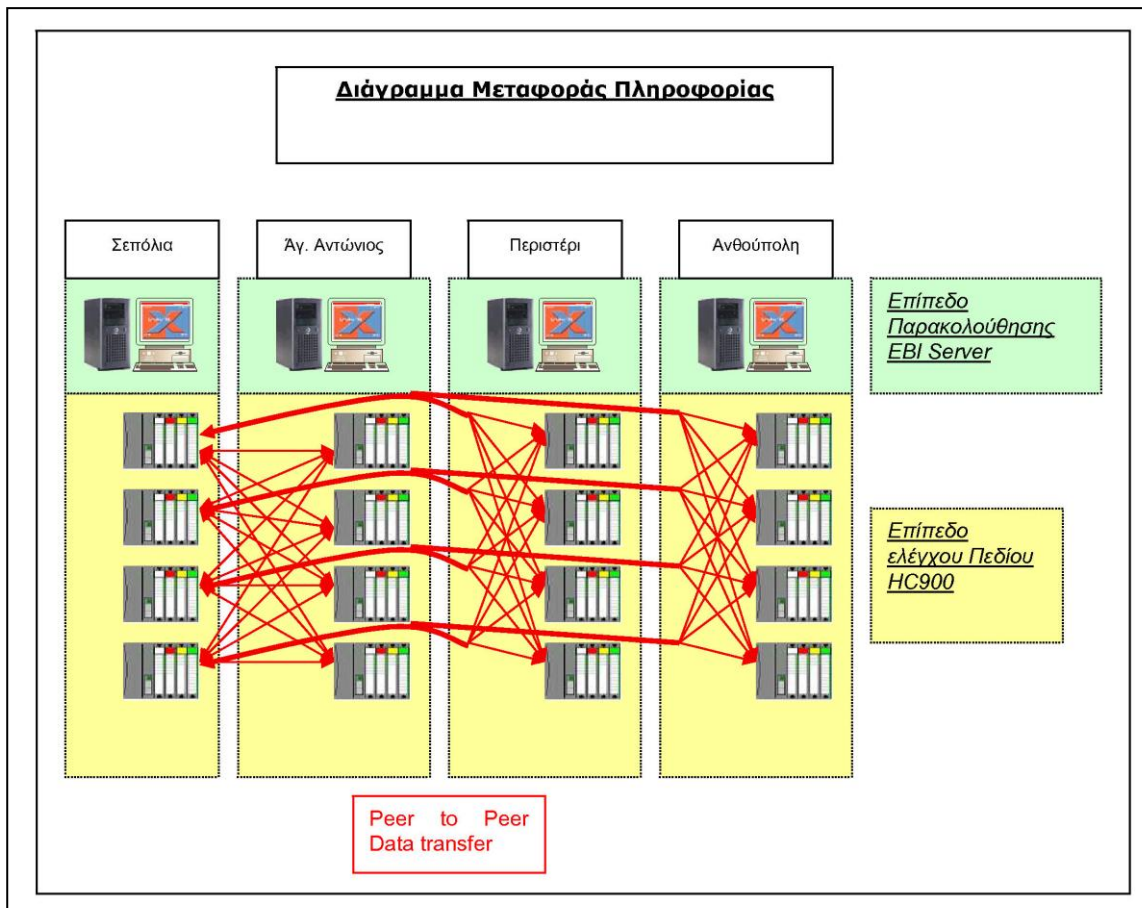 Διάγραμμα Μεταφοράς Πληροφορίας
Σεπόλια
Άγ. Αντώνιος
Περιστέρι
Ανθούπολη
Επίπεδο
Παρακολούθησης
EBI Server
Επίπεδο
ελέγχου Πεδίου
HC900
Peer to Peer
Data transfer